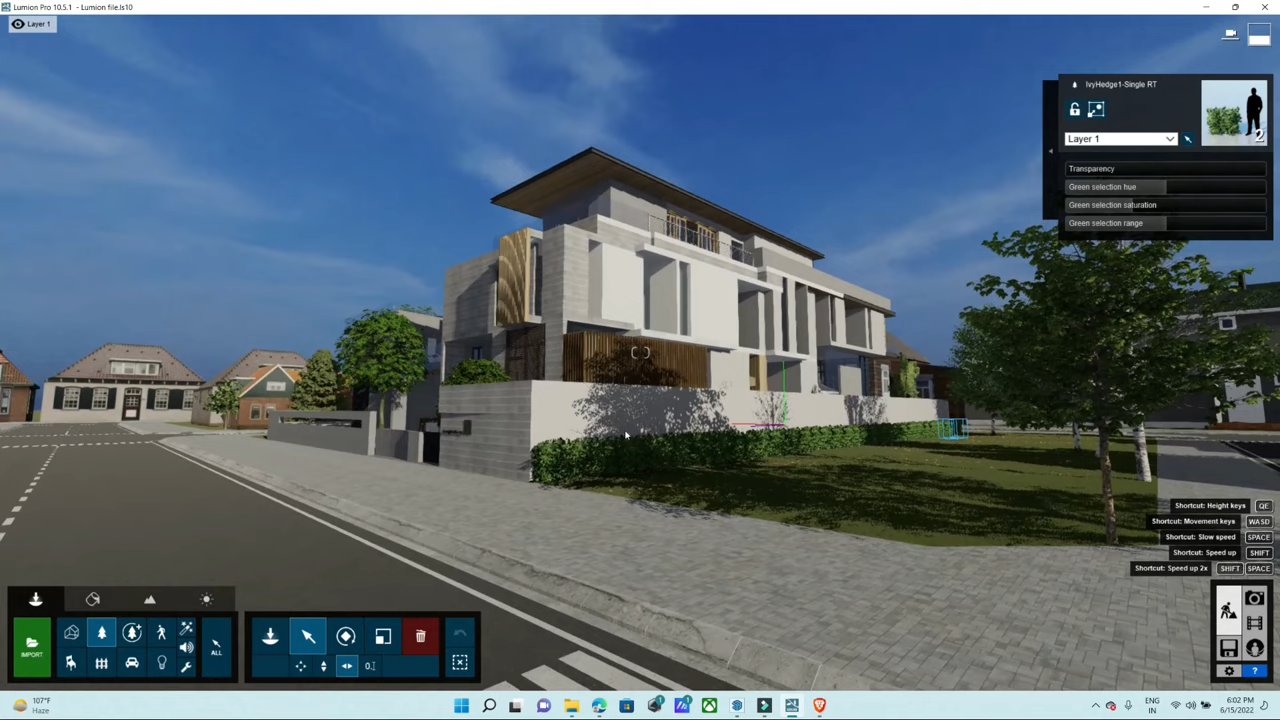 Lumion Pro 10.5.1 - Lumion file.ls10
Layer 1
IvyHedge1-Single RT
2
Layer 1
Transparency
Green selection hue
Green selection saturation
Green selection range
Shortcut: Height keys QE
Shortcut: Movement keys WASD
Shortcut: Slow speed SPACE
Shortcut: Speed up SHIFT
Shortcut: Speed up 2x SHIFT SPACE
IMPORT
ALL
?
107°F
Haze
ENG
IN
6:02 PM
6/15/2022